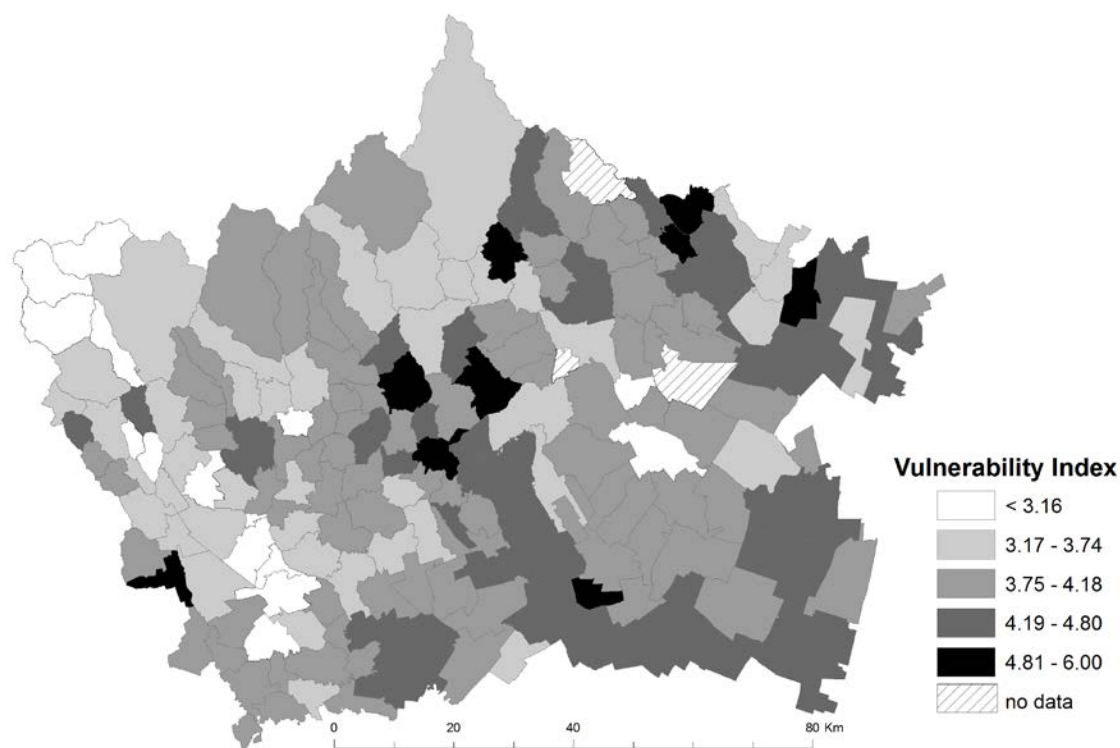 Vulnerability Index
< 3.16
3.17 - 3.74
3.75 - 4.18
4.19 - 4.80
4.81 - 6.00
no data
0 20 40 80 Km